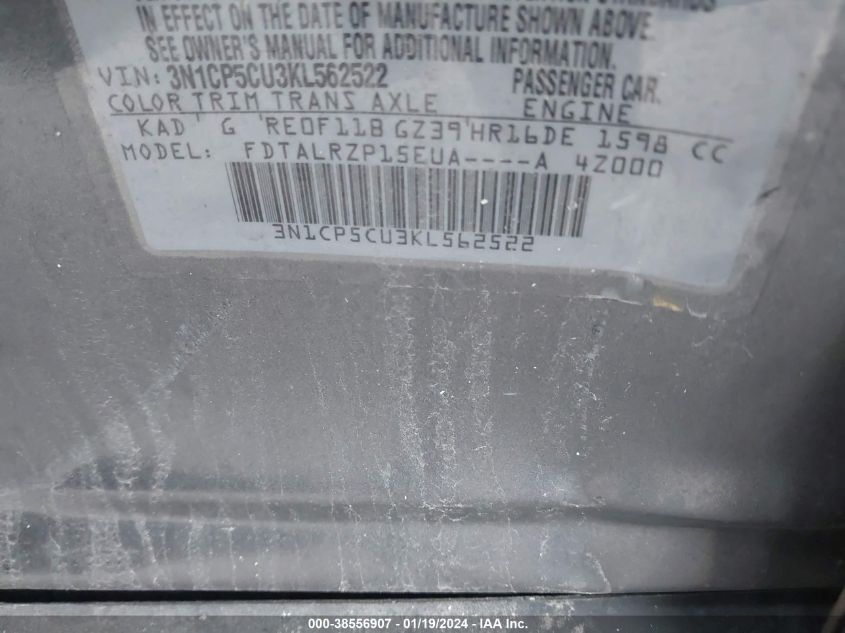 IN EFFECT ON THE DATE OF MANUFACTURE SHOWN ABOVE.
SEE OWNER'S MANUAL FOR ADDITIONAL INFORMATION.
VIN: 3N1CP5CU3KL562522 PASSENGER CAR.
COLOR TRIM TRANS AXLE ENGINE
KAD G RE0F11B GZ39 HR16DE 1598 CC
MODEL: FDTALRZP15EUA----A 4Z000
3N1CP5CU3KL562522
000-38556907 - 01/19/2024 - IAA Inc.